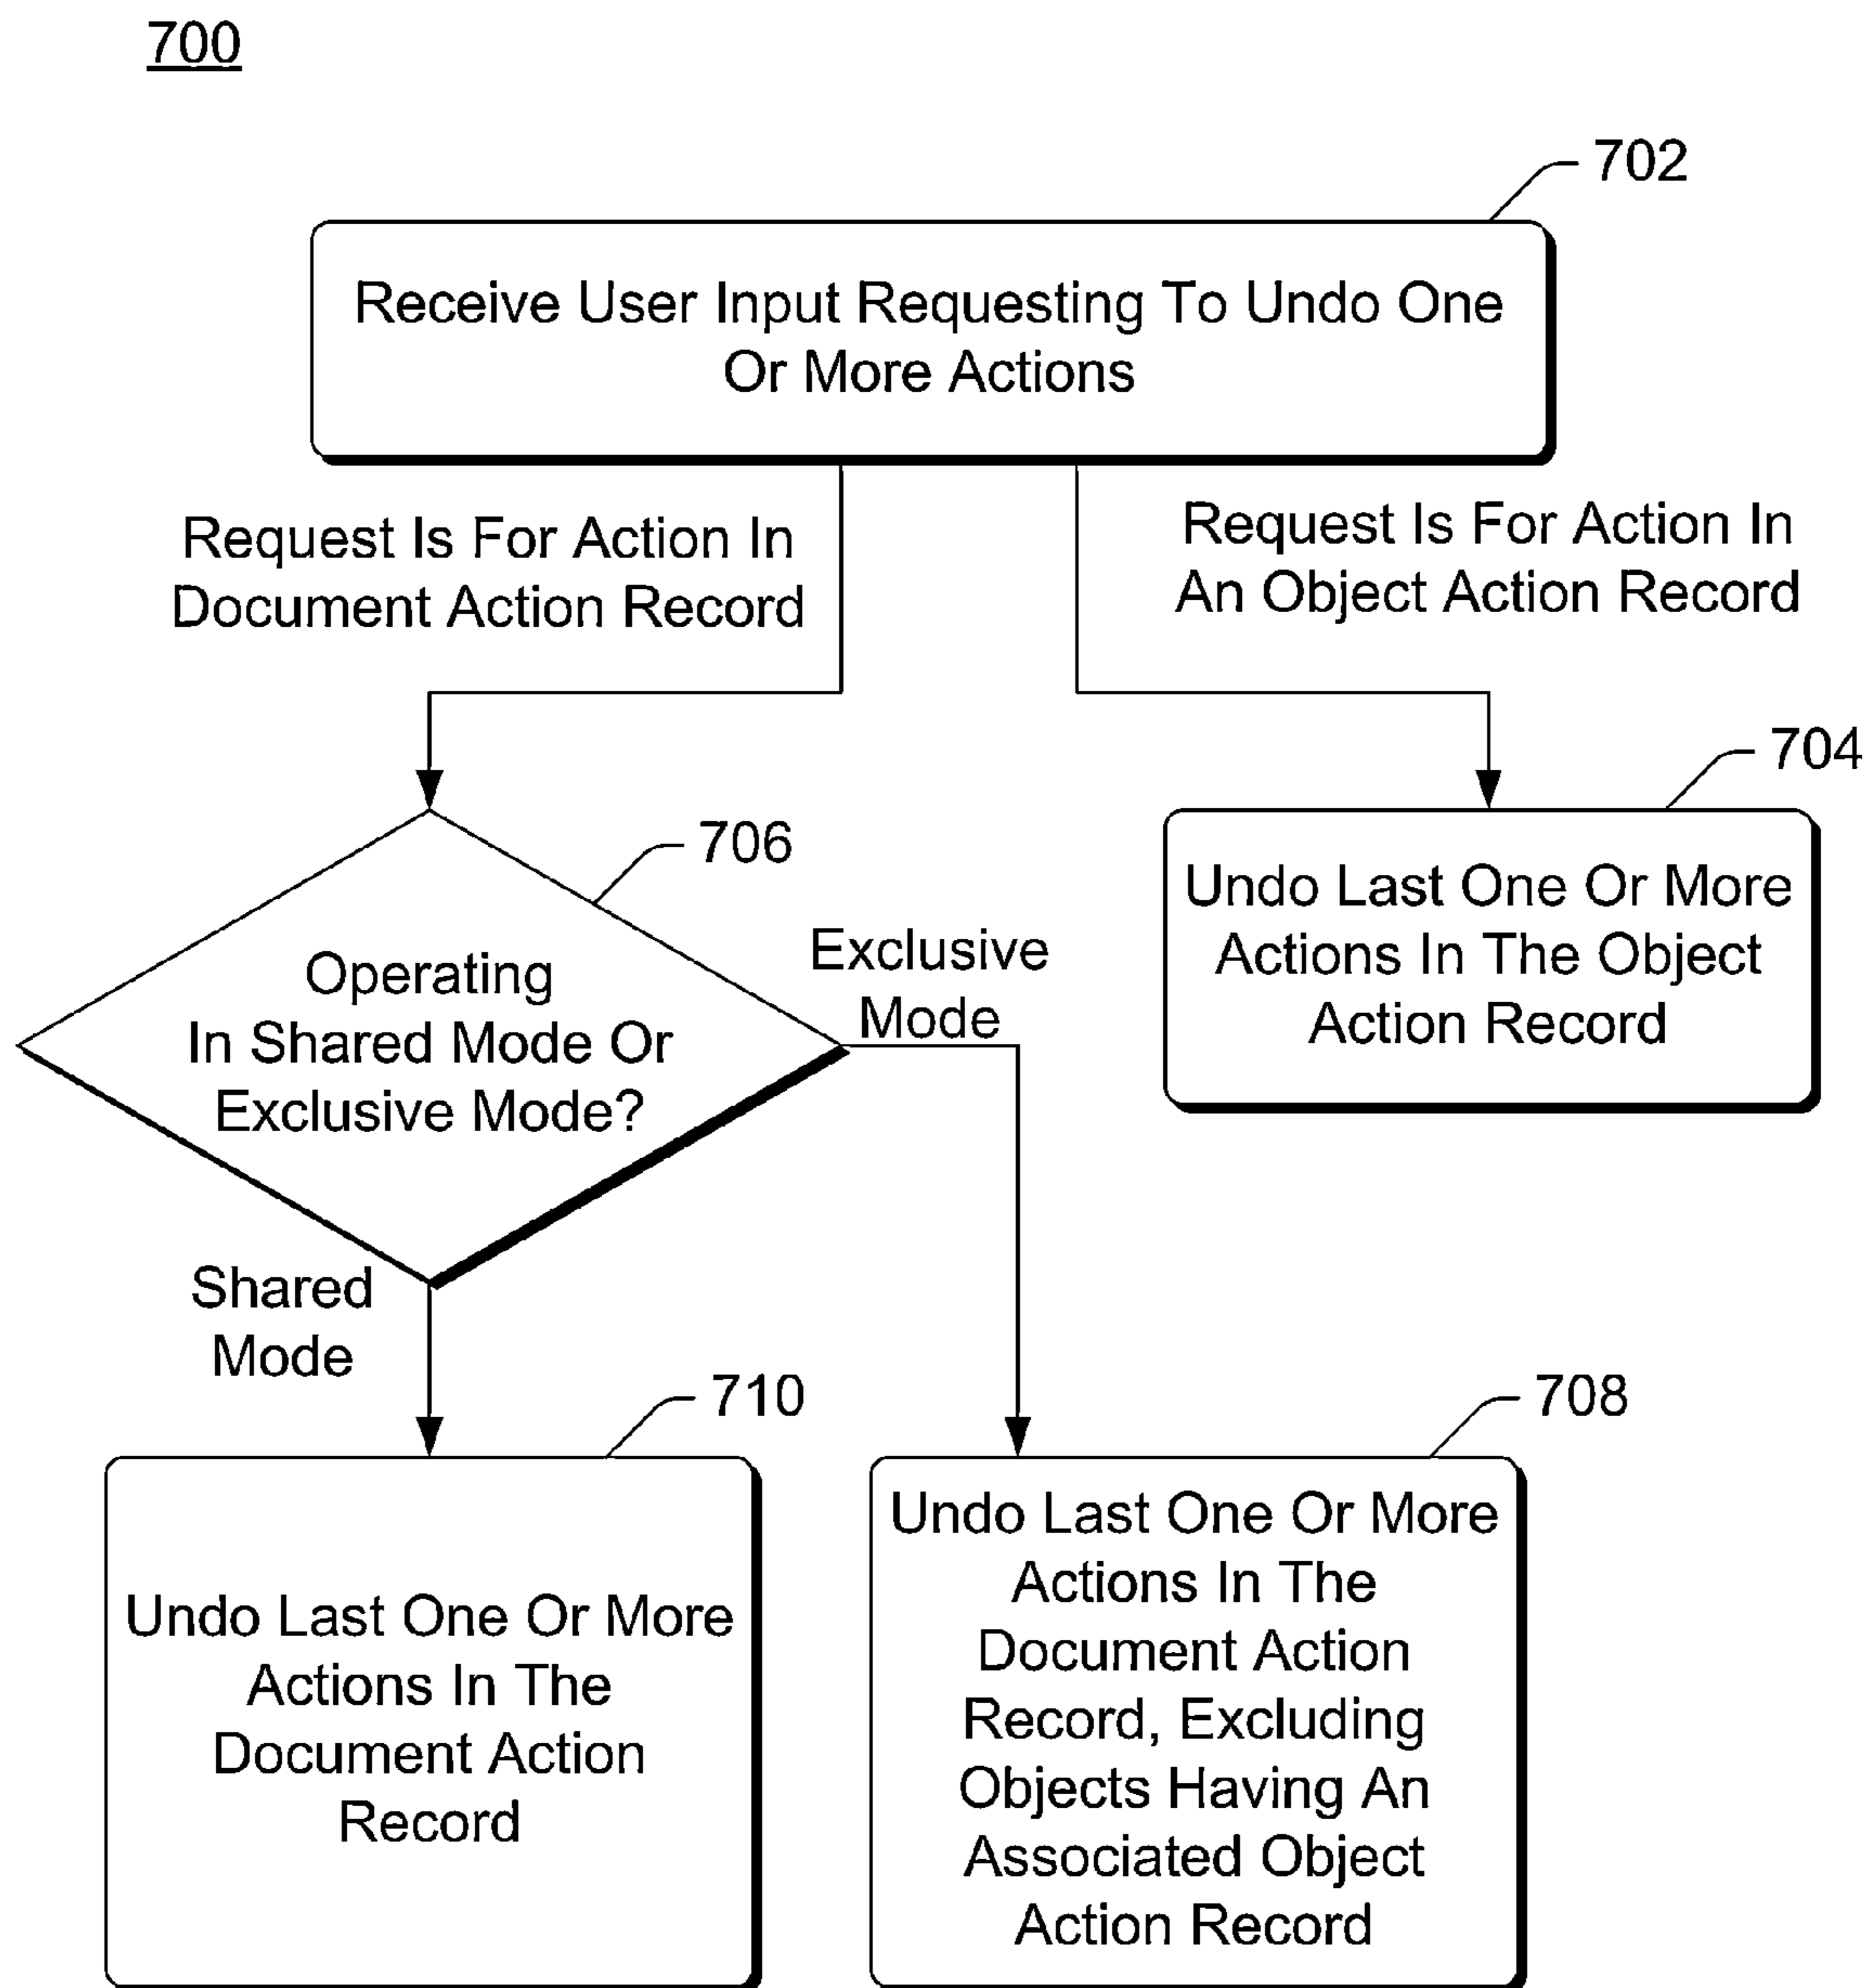 700
702
Receive User Input Requesting To Undo One
Or More Actions
Request Is For Action In
Document Action Record
Request Is For Action In
An Object Action Record
704
Undo Last One Or More
Actions In The Object
Action Record
706
Operating
In Shared Mode Or
Exclusive Mode?
Exclusive
Mode
Shared
Mode
710
Undo Last One Or More
Actions In The
Document Action
Record
708
Undo Last One Or More
Actions In The
Document Action
Record, Excluding
Objects Having An
Associated Object
Action Record